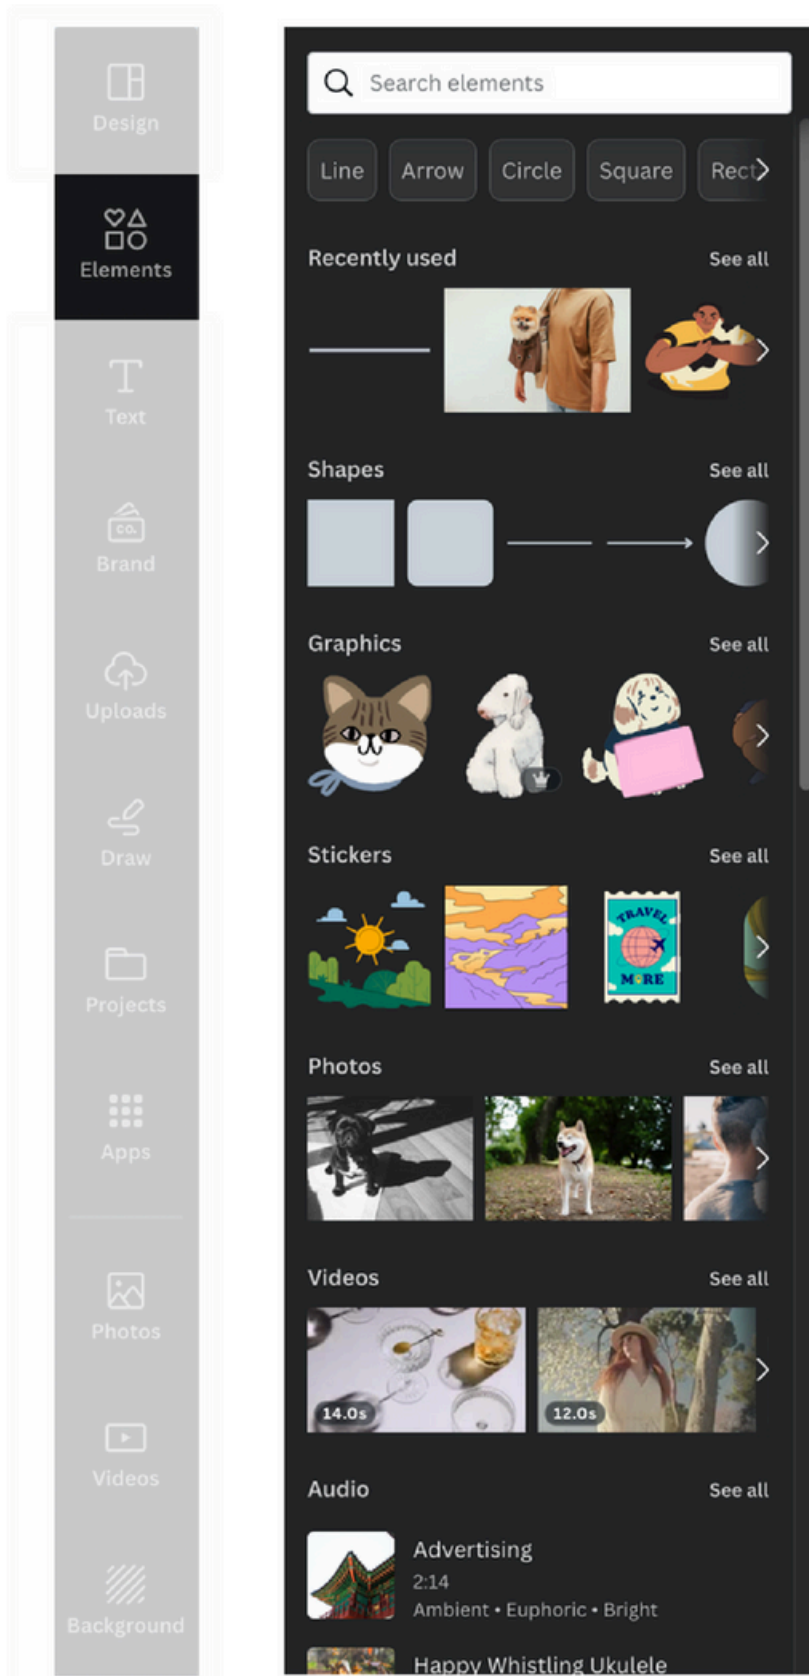 Design
Elements
Text
CO.
Brand
Uploads
Draw
Projects
Apps
Photos
Videos
Background
Search elements
Line
Arrow
Circle
Square
Rect
Recently used
See all
Shapes
See all
Graphics
See all
Stickers
See all
TRAVEL
MORE
Photos
See all
Videos
See all
14.0s
12.0s
Audio
See all
Advertising
2:14
Ambient • Euphoric • Bright
Happy Whistling Ukulele